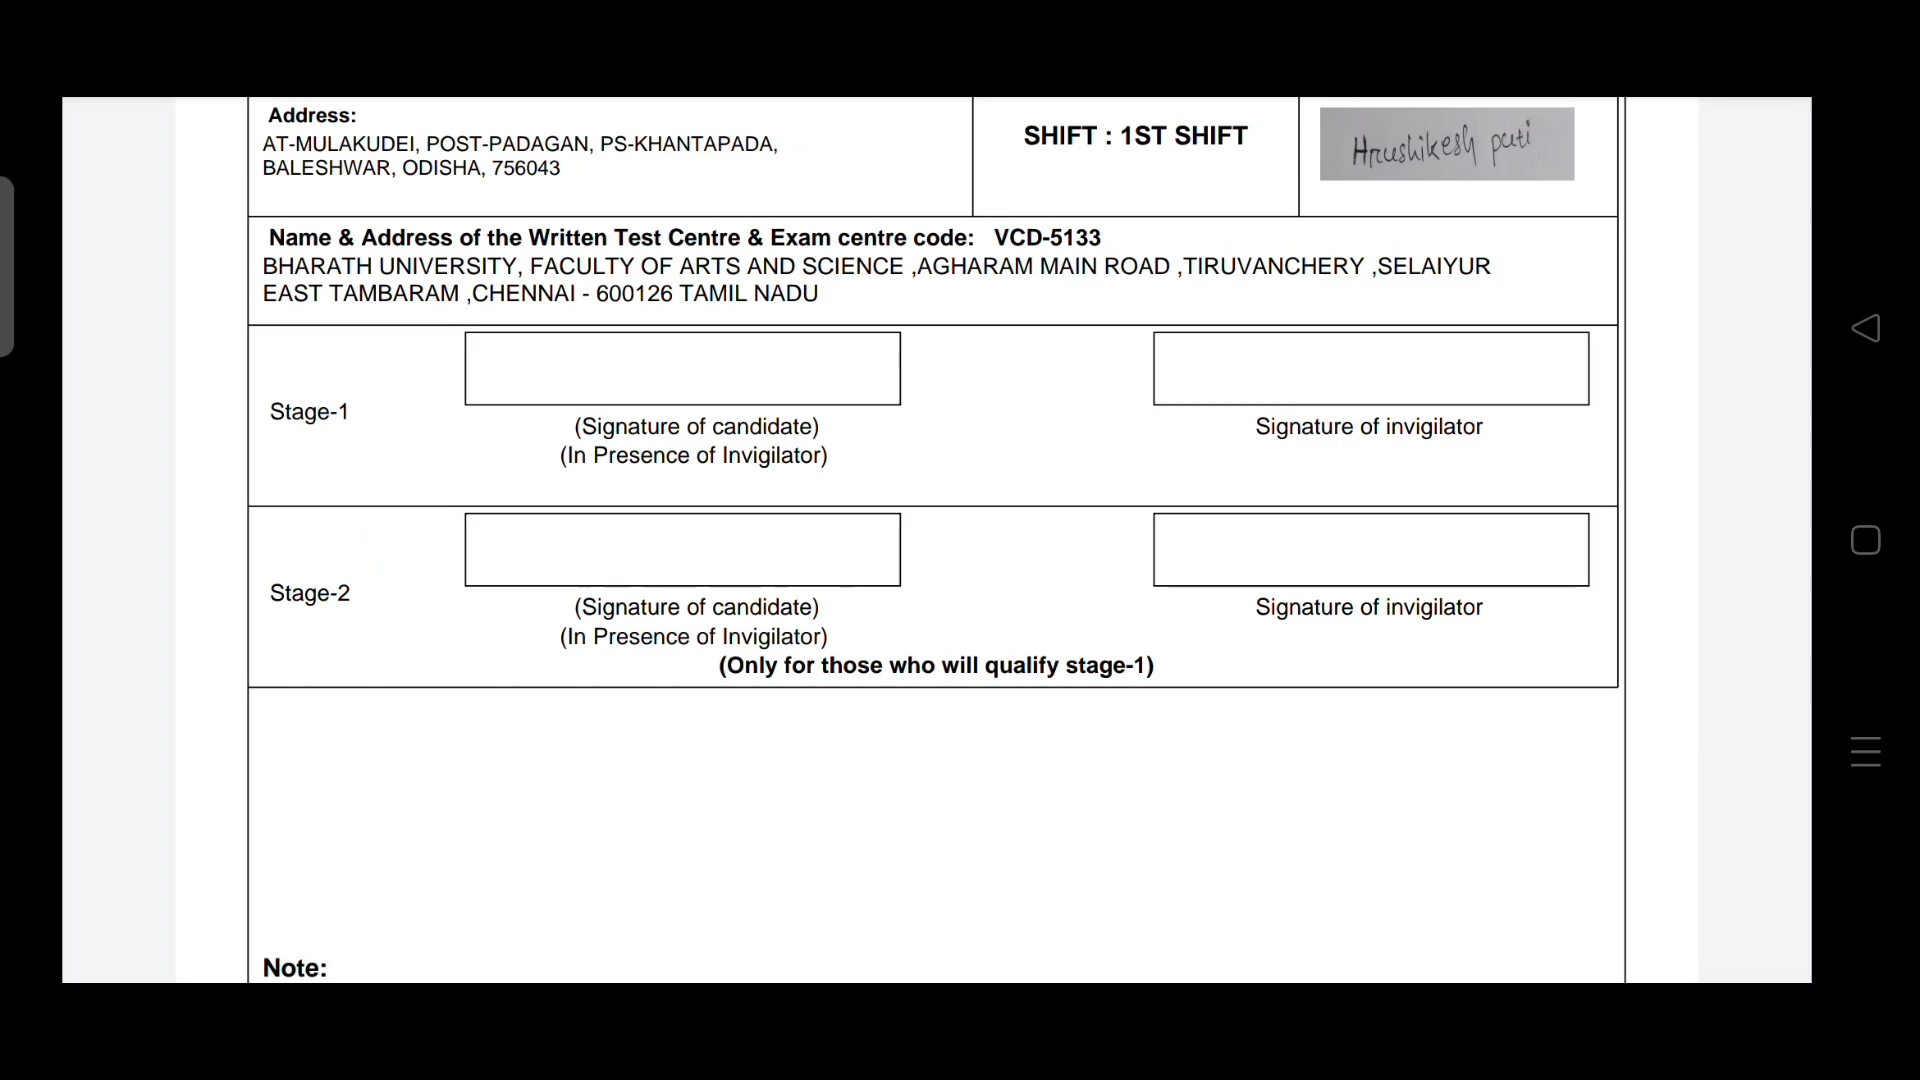 Address:
AT-MULAKUDEI, POST-PADAGAN, PS-KHANTAPADA,
BALESHWAR, ODISHA, 756043
SHIFT : 1ST SHIFT
Hrushikesh pati
Name & Address of the Written Test Centre & Exam centre code: VCD-5133
BHARATH UNIVERSITY, FACULTY OF ARTS AND SCIENCE ,AGHARAM MAIN ROAD ,TIRUVANCHERY ,SELAIYUR
EAST TAMBARAM ,CHENNAI - 600126 TAMIL NADU
Stage-1
(Signature of candidate)
(In Presence of Invigilator)
Signature of invigilator
Stage-2
(Signature of candidate)
(In Presence of Invigilator)
Signature of invigilator
(Only for those who will qualify stage-1)
Note: